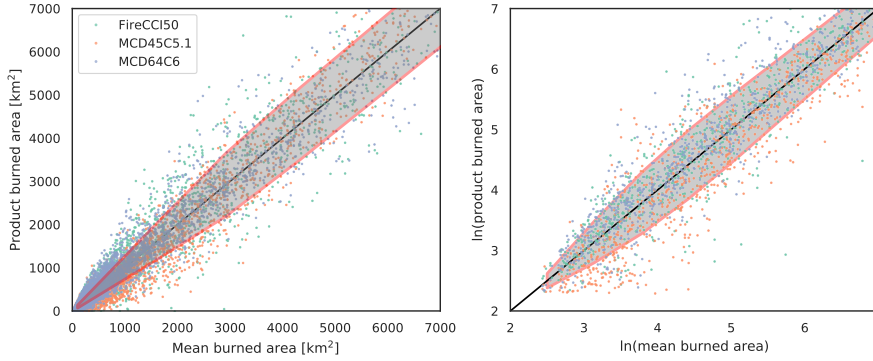 FireCCI50
MCD45C5.1
MCD64C6
7000
6000
5000
4000
3000
2000
1000
0
Product burned area [km²]
0 1000 2000 3000 4000 5000 6000 7000
Mean burned area [km²]
7
6
5
4
3
2
ln(product burned area)
2 3 4 5 6
ln(mean burned area)